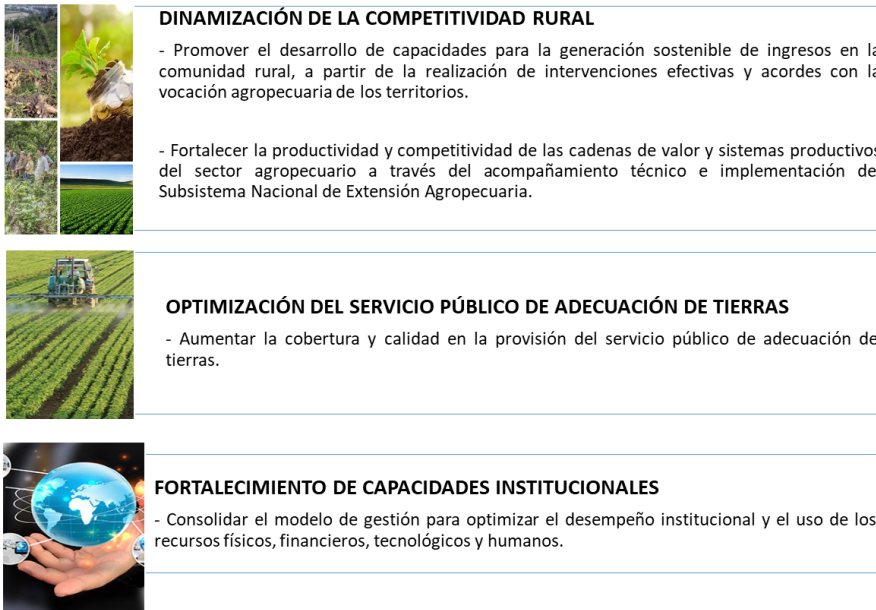 DINAMIZACIÓN DE LA COMPETITIVIDAD RURAL
- Promover el desarrollo de capacidades para la generación sostenible de ingresos en la
comunidad rural, a partir de la realización de intervenciones efectivas y acordes con la
vocación agropecuaria de los territorios.
- Fortalecer la productividad y competitividad de las cadenas de valor y sistemas productivos
del sector agropecuario a través del acompañamiento técnico e implementación de
Subsistema Nacional de Extensión Agropecuaria.
OPTIMIZACIÓN DEL SERVICIO PÚBLICO DE ADECUACIÓN DE TIERRAS
- Aumentar la cobertura y calidad en la provisión del servicio público de adecuación de
tierras.
FORTALECIMIENTO DE CAPACIDADES INSTITUCIONALES
- Consolidar el modelo de gestión para optimizar el desempeño institucional y el uso de los
recursos físicos, financieros, tecnológicos y humanos.